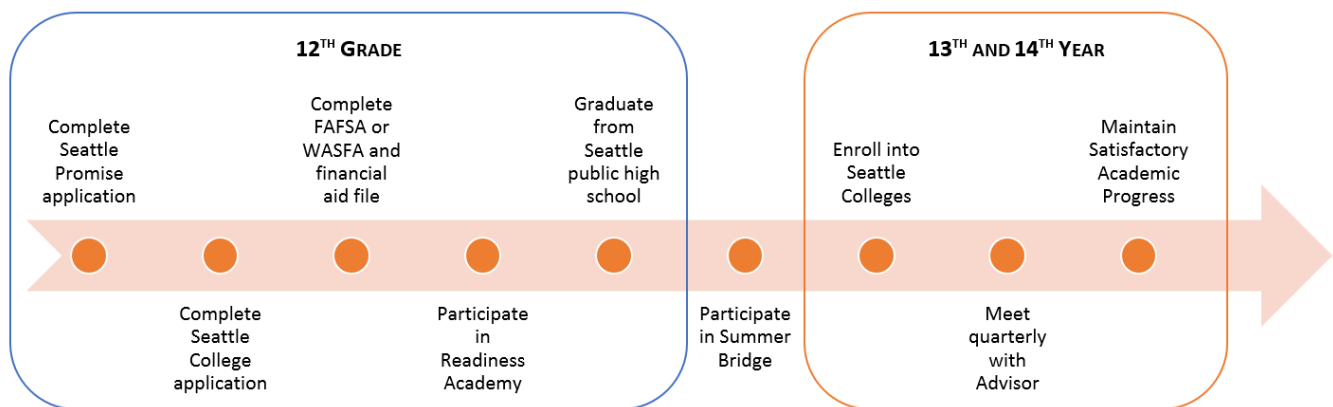 12TH GRADE
13TH AND 14TH YEAR
Complete
Seattle
Promise
application
Complete
Seattle
College
application
Complete
FAFSA or
WASFA and
financial
aid file
Participate
in
Readiness
Academy
Graduate
from
Seattle
public high
school
Participate
in Summer
Bridge
Enroll into
Seattle
Colleges
Meet
quarterly
with
Advisor
Maintain
Satisfactory
Academic
Progress